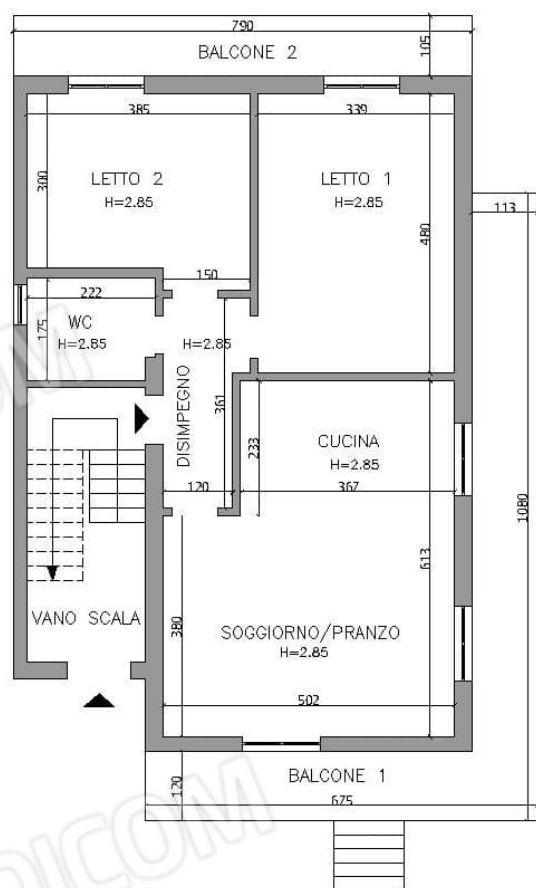 790
BALCONE 2
105
385
339
LETTO 2
H=2.85
LETTO 1
H=2.85
300
480
113
150
222
WC
H=2.85
175
H=2.85
DISIMPEGNO
361
CUCINA
H=2.85
233
120
367
1080
613
VANO SCALA
SOGGIORNO/PRANZO
H=2.85
380
502
BALCONE 1
120
675
OM
DICOM